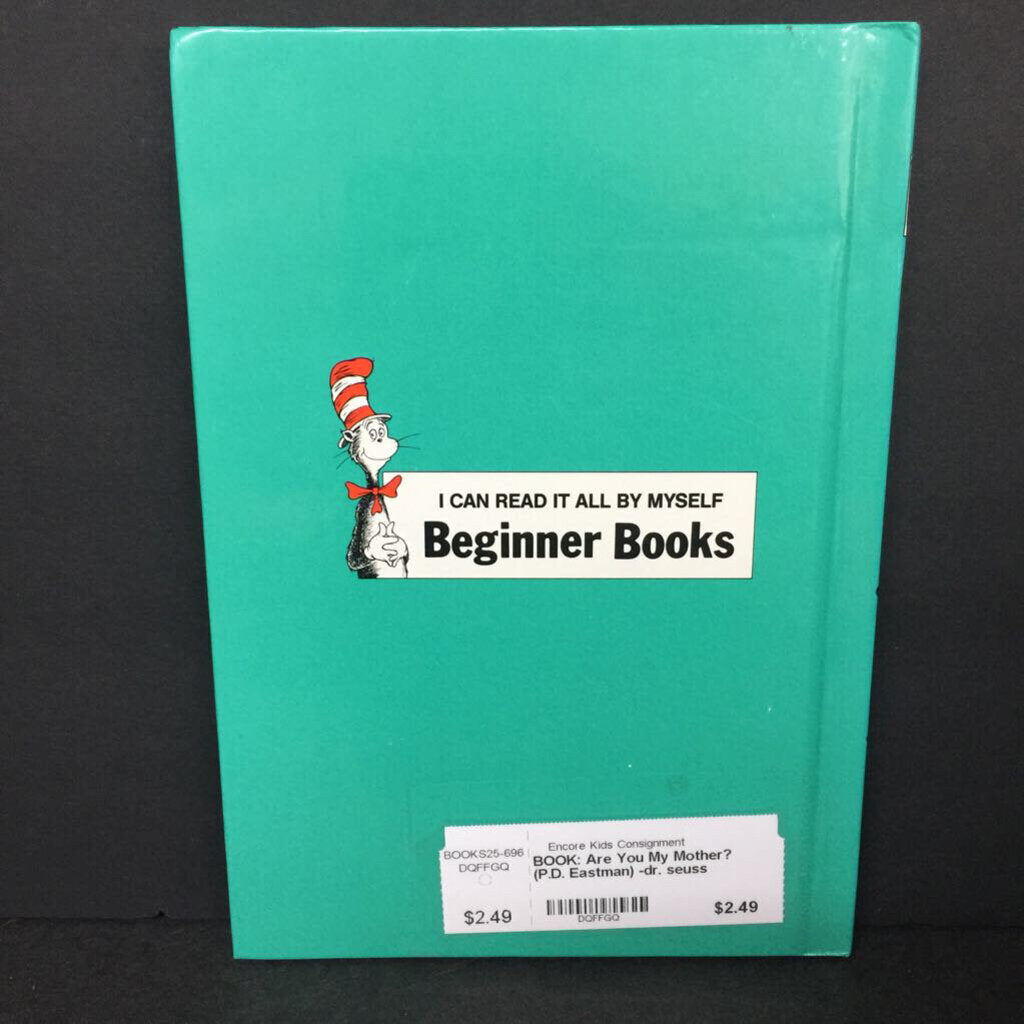 I CAN READ IT ALL BY MYSELF
Beginner Books
BOOKS25-696
DQFFGQ
$2.49
Encore Kids Consignment
BOOK: Are You My Mother?
(P.D. Eastman) -dr. seuss
DQFFGQ
$2.49